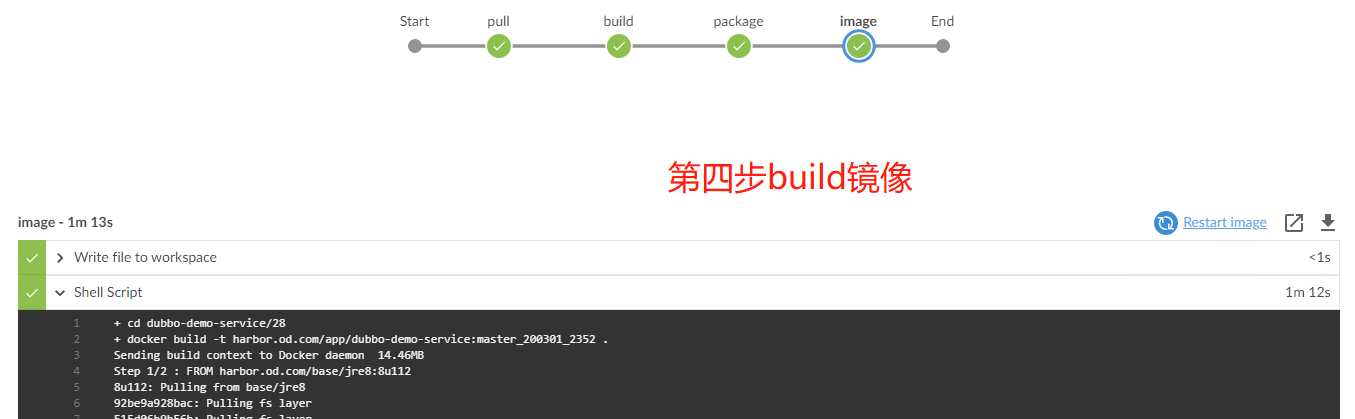 Start pull build package image End
第四步build镜像
image - 1m 13s Restart image
Write file to workspace <1s
Shell Script 1m 12s
1 + cd dubbo-demo-service/28
2 + docker build -t harbor.od.com/app/dubbo-demo-service:master_200301_2352 .
3 Sending build context to Docker daemon 14.46MB
4 Step 1/2 : FROM harbor.od.com/base/jre8:8u112
5 8u112: Pulling from base/jre8
6 92be9a928bac: Pulling fs layer
7 Pulling fs layer